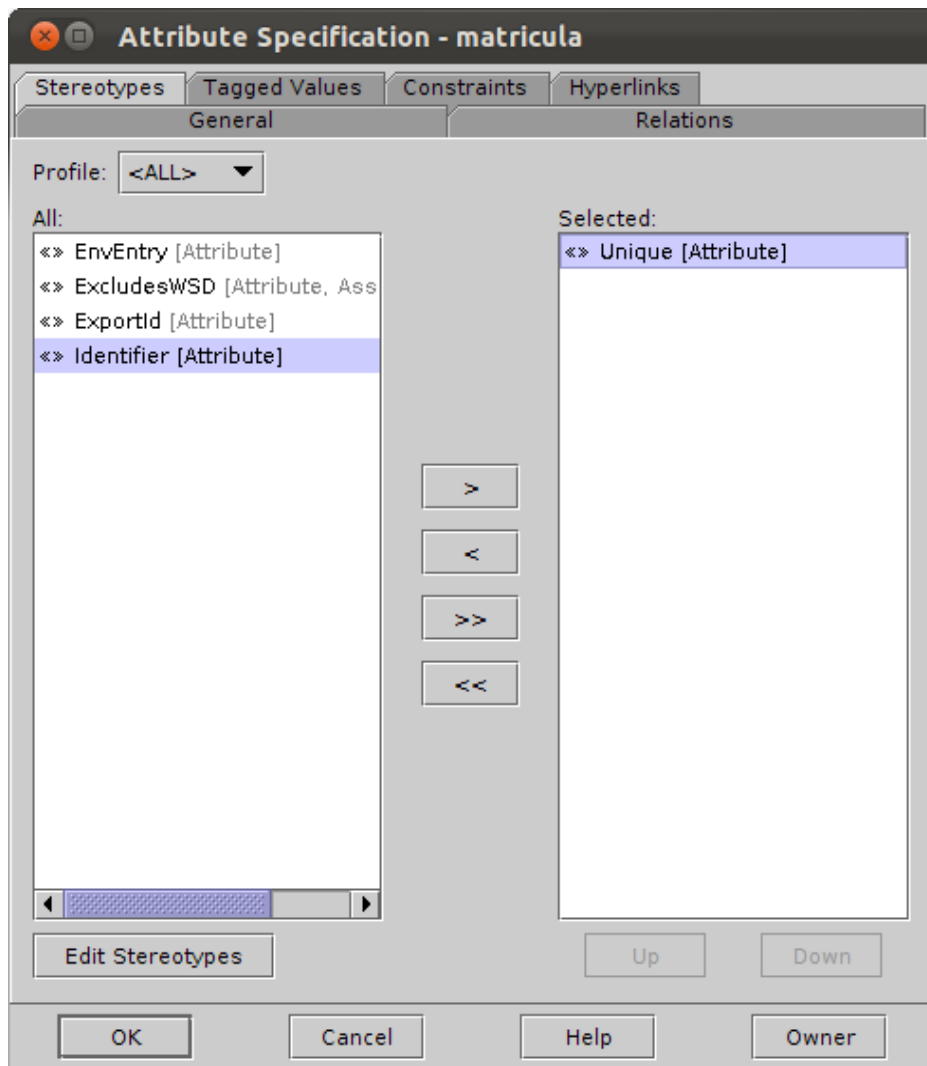 Attribute Specification - matricula
Stereotypes Tagged Values Constraints Hyperlinks
General Relations
Profile: <ALL>
All:
«» EnvEntry [Attribute]
«» ExcludesWSD [Attribute, Ass
«» ExportId [Attribute]
«» Identifier [Attribute]
Selected:
«» Unique [Attribute]
>
<
>>
<<
Edit Stereotypes
Up Down
OK Cancel Help Owner